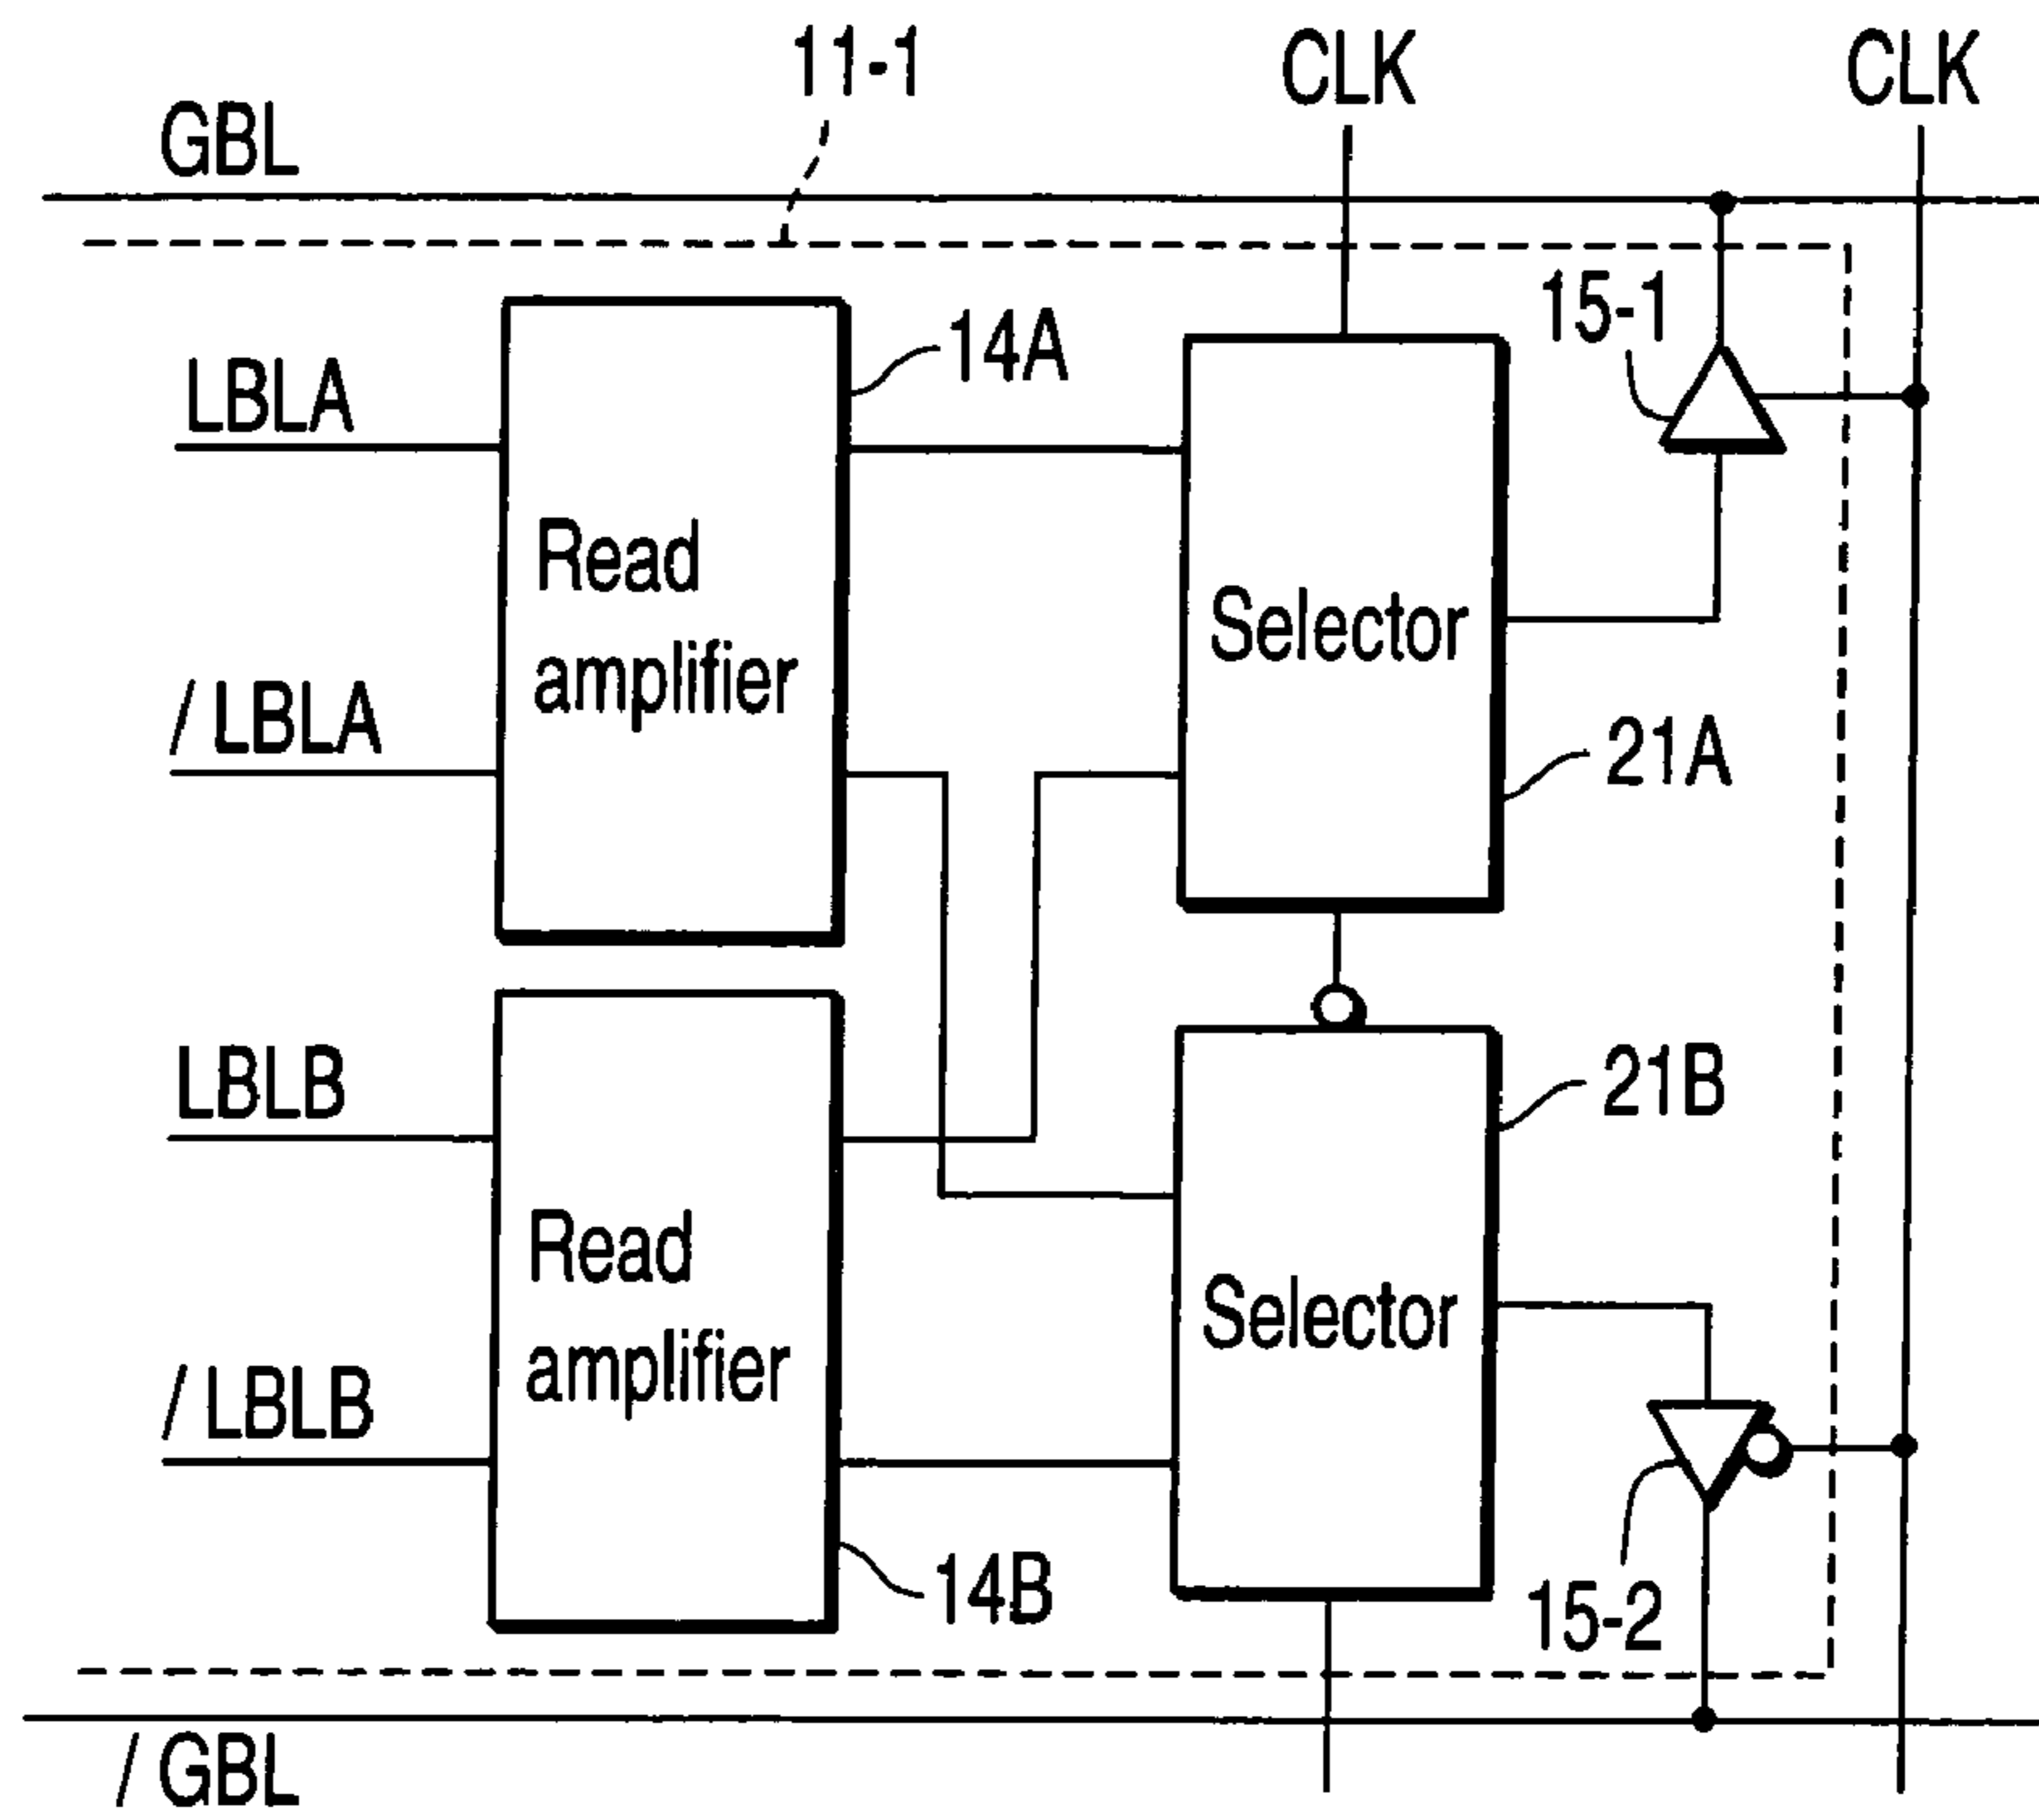 11-1
CLK
CLK
GBL
15-1
14A
LBLA
Read
amplifier
Selector
/ LBLA
21A
LBLB
21B
Read
amplifier
Selector
/ LBLB
14B
15-2
/ GBL